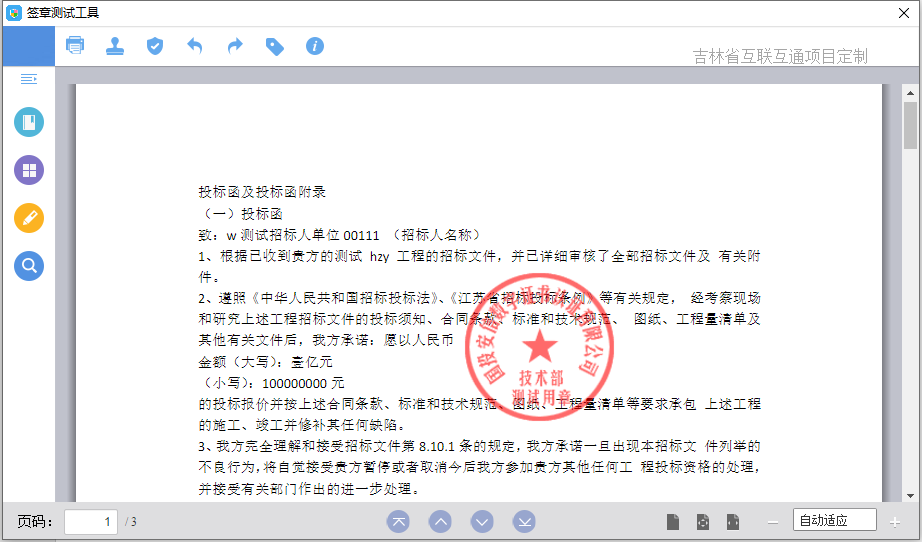 签章测试工具
吉林省互联互通项目定制
投标函及投标函附录
（一）投标函
致：w 测试招标人单位 00111 （招标人名称）
1、根据已收到贵方的测试 hzy 工程的招标文件，并已详细审核了全部招标文件及 有关附
件。
2、遵照《中华人民共和国招标投标法》、《江苏省招标投标条例》等有关规定， 经考察现场
和研究上述工程招标文件的投标须知、合同条款、标准和技术规范、 图纸、工程量清单及
其他有关文件后，我方承诺：愿以人民币
金额（大写）：壹亿元
（小写）：100000000 元
的投标报价并按上述合同条款、标准和技术规范、图纸、工程量清单等要求承包 上述工程
的施工、竣工并修补其任何缺陷。
3、我方完全理解和接受招标文件第 8.10.1 条的规定，我方承诺一旦出现本招标文 件列举的
不良行为，将自觉接受贵方暂停或者取消今后我方参加贵方其他任何工 程投标资格的处理，
并接受有关部门作出的进一步处理。
国投安信数字证书认证有限公司
技术部
测试用章
页码： 1 / 3
自动适应